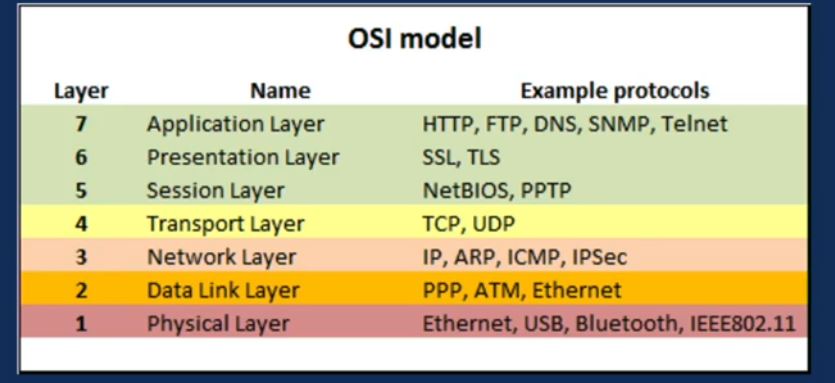 OSI model
Layer Name Example protocols
7 Application Layer HTTP, FTP, DNS, SNMP, Telnet
6 Presentation Layer SSL, TLS
5 Session Layer NetBIOS, PPTP
4 Transport Layer TCP, UDP
3 Network Layer IP, ARP, ICMP, IPSec
2 Data Link Layer PPP, ATM, Ethernet
1 Physical Layer Ethernet, USB, Bluetooth, IEEE802.11